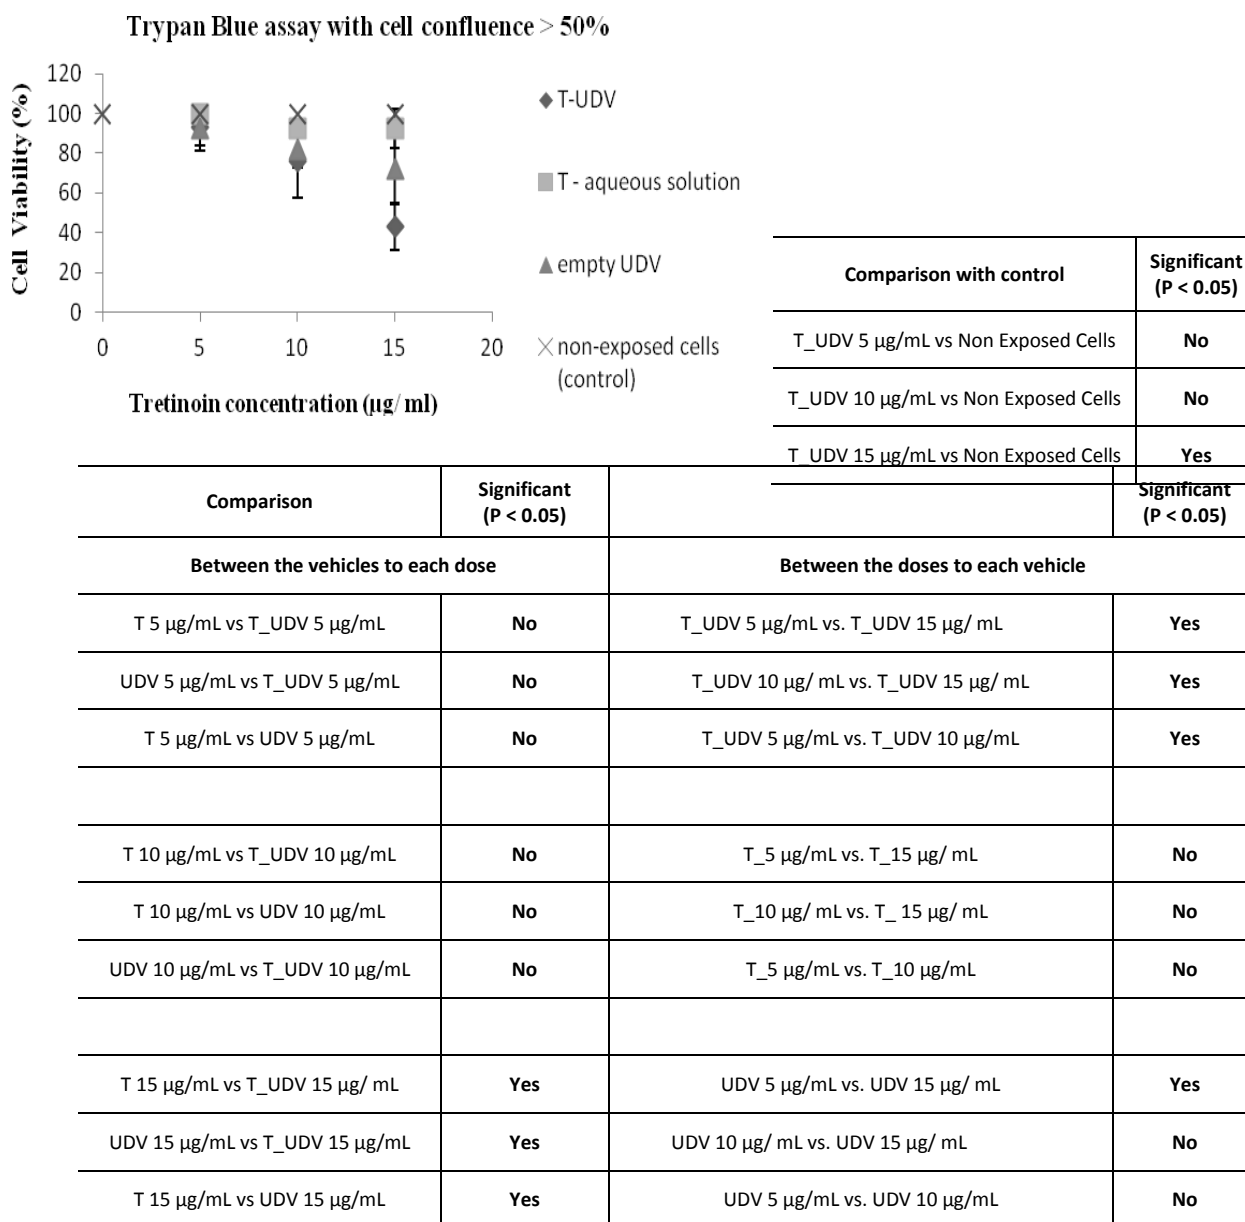 Trypan Blue assay with cell confluence > 50%
Cell Viability (%)
120
100
80
60
40
20
0
0 5 10 15 20
Tretinoin concentration (µg/ ml)
T-UDV
T - aqueous solution
empty UDV
non-exposed cells
(control)
Comparison with control Significant
(P < 0.05)
T_UDV 5 µg/mL vs Non Exposed Cells No
T_UDV 10 µg/mL vs Non Exposed Cells No
T_UDV 15 µg/mL vs Non Exposed Cells Yes
Comparison Significant Significant
(P < 0.05) (P < 0.05)
Between the vehicles to each dose Between the doses to each vehicle
T 5 µg/mL vs T_UDV 5 µg/mL No T_UDV 5 µg/mL vs. T_UDV 15 µg/ mL Yes
UDV 5 µg/mL vs T_UDV 5 µg/mL No T_UDV 10 µg/ mL vs. T_UDV 15 µg/ mL Yes
T 5 µg/mL vs UDV 5 µg/mL No T_UDV 5 µg/mL vs. T_UDV 10 µg/mL Yes
T 10 µg/mL vs T_UDV 10 µg/mL No T_5 µg/mL vs. T_15 µg/ mL No
T 10 µg/mL vs UDV 10 µg/mL No T_10 µg/ mL vs. T_ 15 µg/ mL No
UDV 10 µg/mL vs T_UDV 10 µg/mL No T_5 µg/mL vs. T_10 µg/mL No
T 15 µg/mL vs T_UDV 15 µg/ mL Yes UDV 5 µg/mL vs. UDV 15 µg/ mL Yes
UDV 15 µg/mL vs T_UDV 15 µg/mL Yes UDV 10 µg/ mL vs. UDV 15 µg/ mL No
T 15 µg/mL vs UDV 15 µg/mL Yes UDV 5 µg/mL vs. UDV 10 µg/mL No